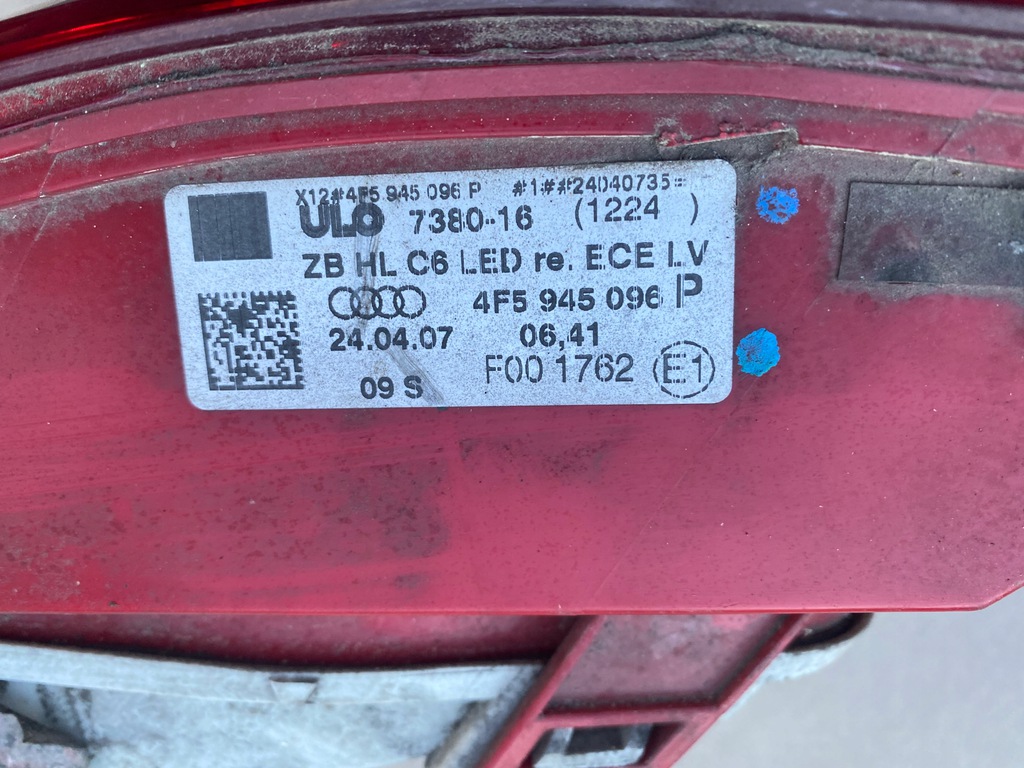 X12#4F5 945 096 P #1##24040735=
ULO 7380-16 (1224 )
ZB HL C6 LED re. ECE LV
4F5 945 096 P
24.04.07 06,41
09 S F00 1762 E1